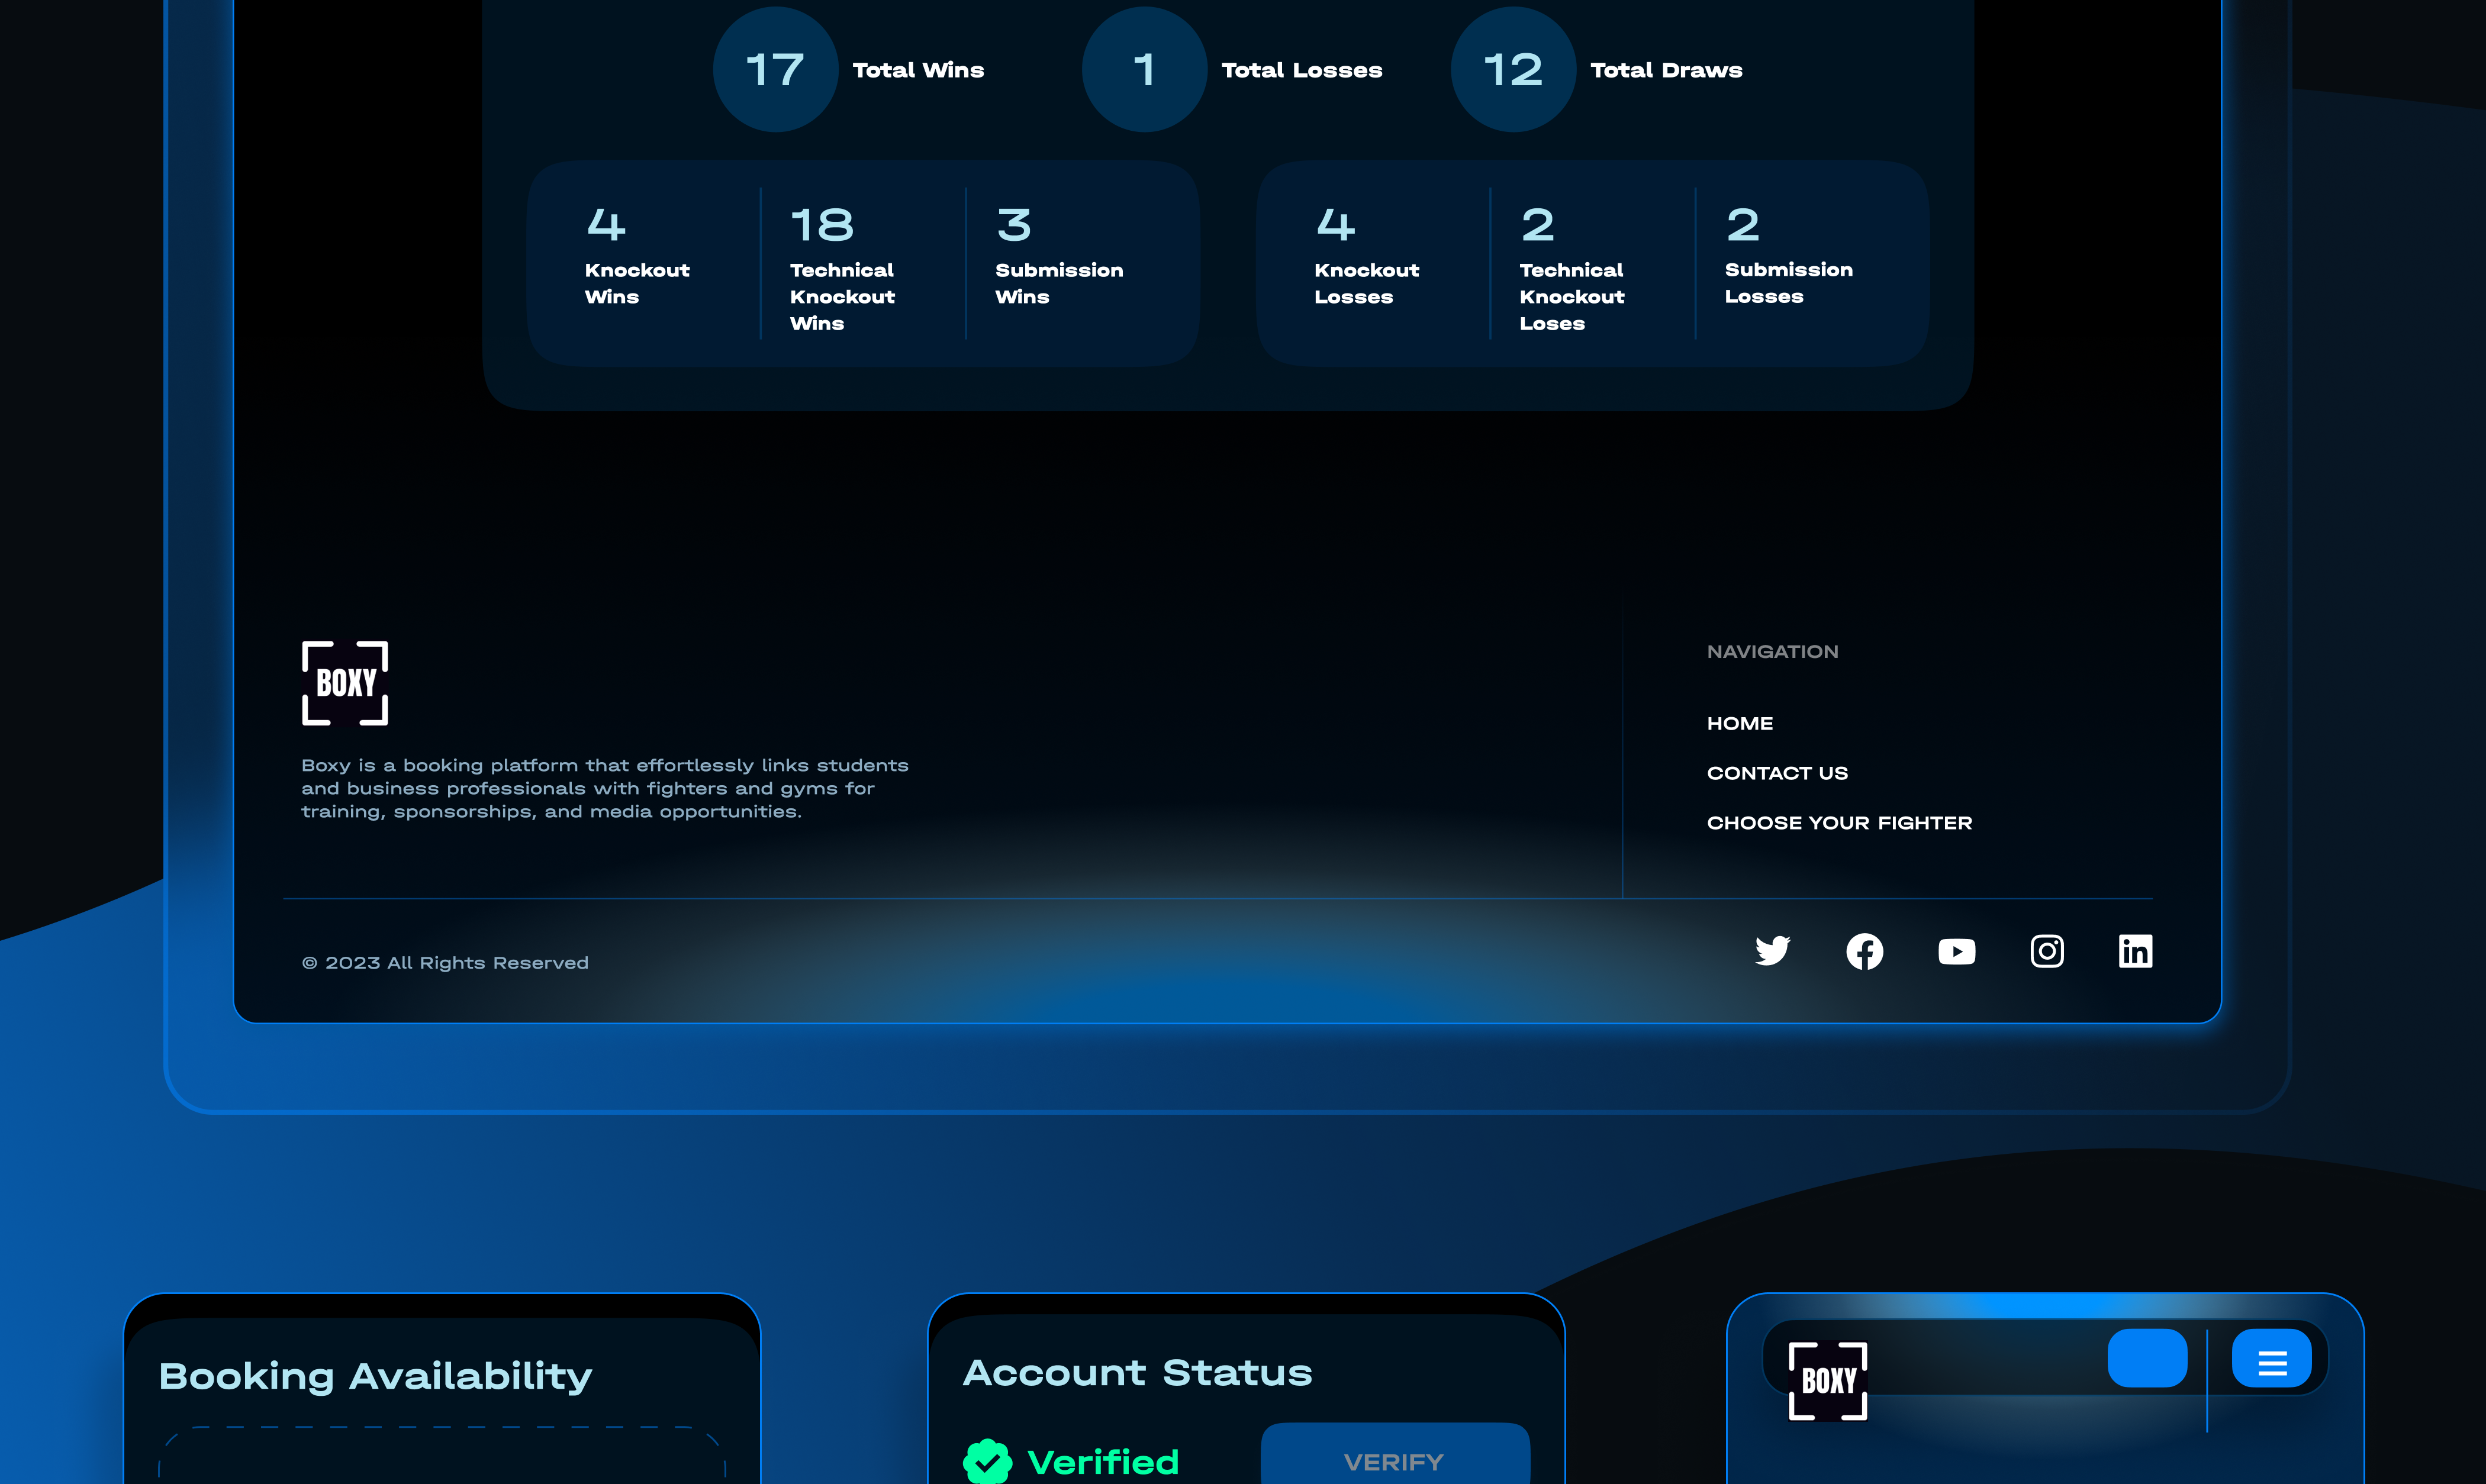 17 Total Wins 1 Total Losses 12 Total Draws
4
Knockout
Wins
18
Technical
Knockout
Wins
3
Submission
Wins
4
Knockout
Losses
2
Technical
Knockout
Loses
2
Submission
Losses
BOXY
Boxy is a booking platform that effortlessly links students
and business professionals with fighters and gyms for
training, sponsorships, and media opportunities.
NAVIGATION
HOME
CONTACT US
CHOOSE YOUR FIGHTER
© 2023 All Rights Reserved
Booking Availability
Account Status
Verified
VERIFY
BOXY